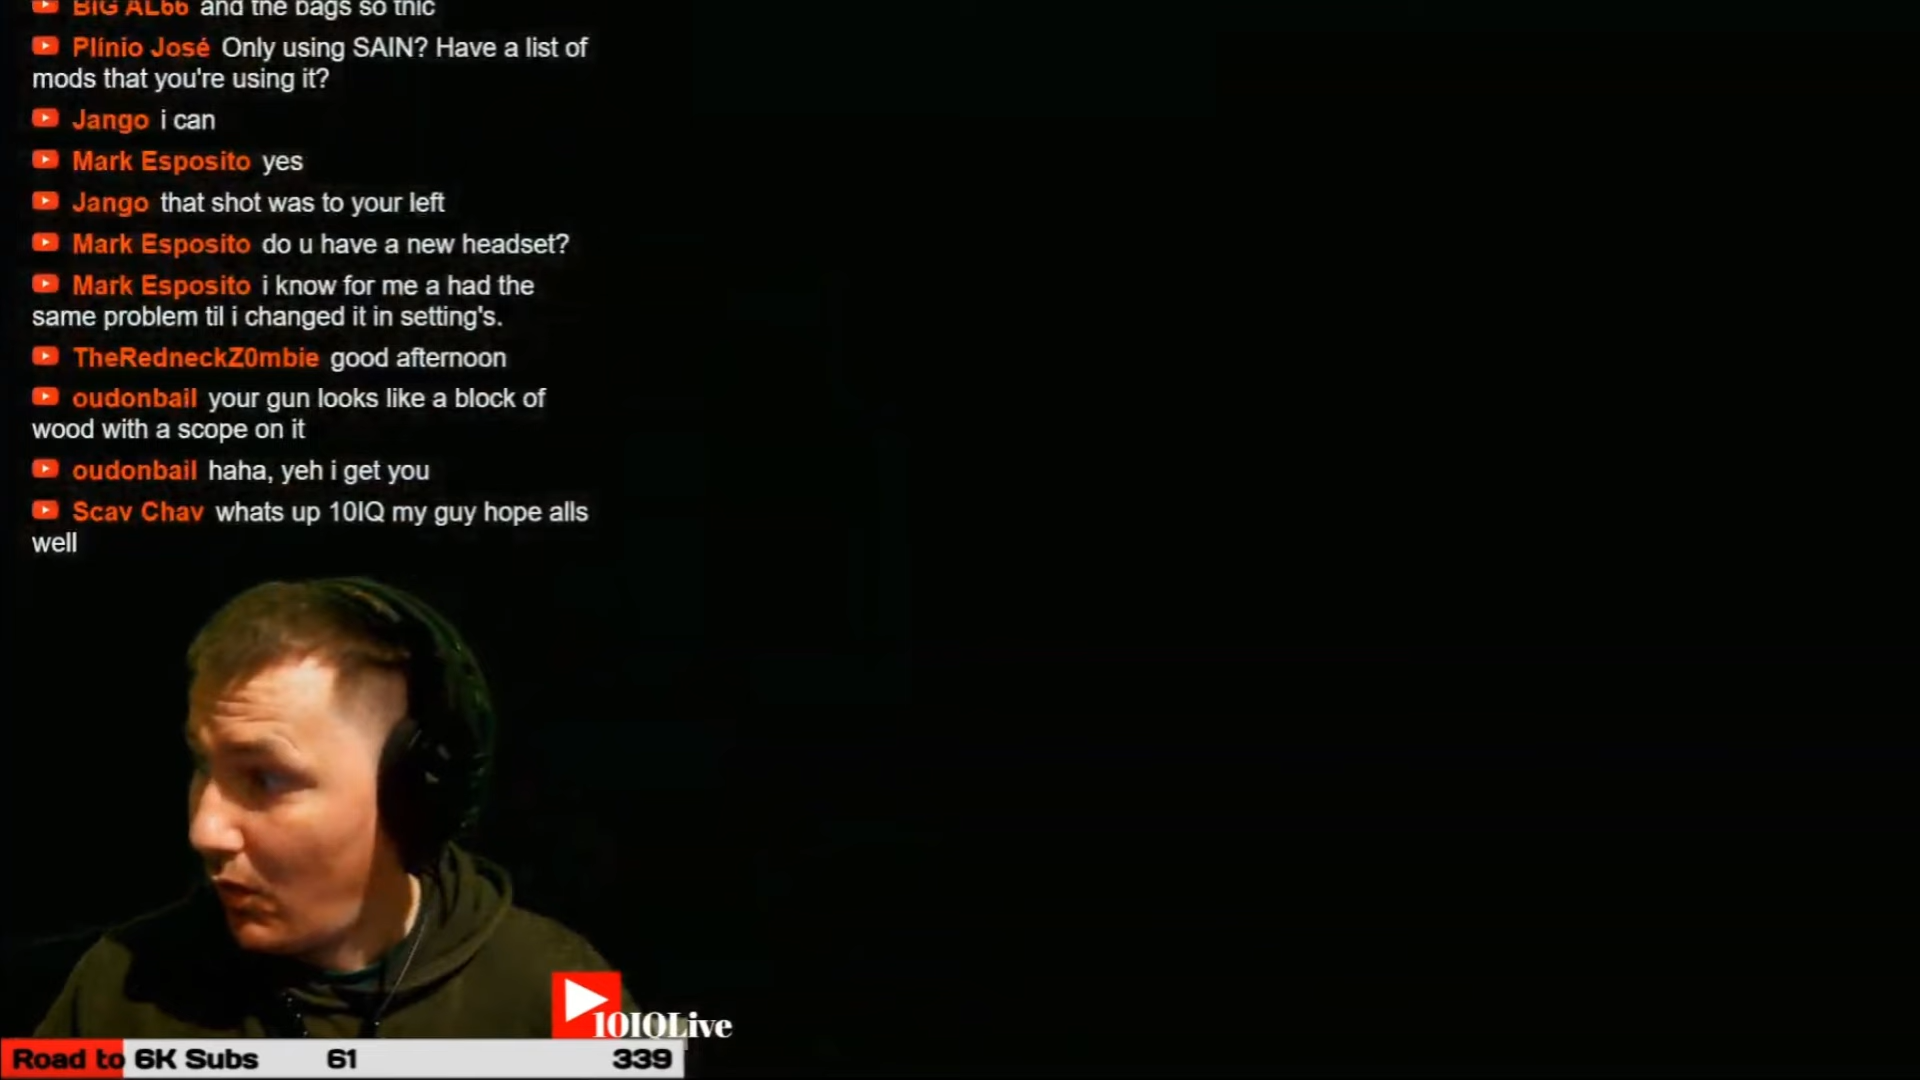 BIG AL66 and the bags so thic
Plínio José Only using SAIN? Have a list of
mods that you're using it?
Jango i can
Mark Esposito yes
Jango that shot was to your left
Mark Esposito do u have a new headset?
Mark Esposito i know for me a had the
same problem til i changed it in setting's.
TheRedneckZ0mbie good afternoon
oudonbail your gun looks like a block of
wood with a scope on it
oudonbail haha, yeh i get you
Scav Chav whats up 10IQ my guy hope alls
well
10IQLive
Road to 6K Subs 61 339